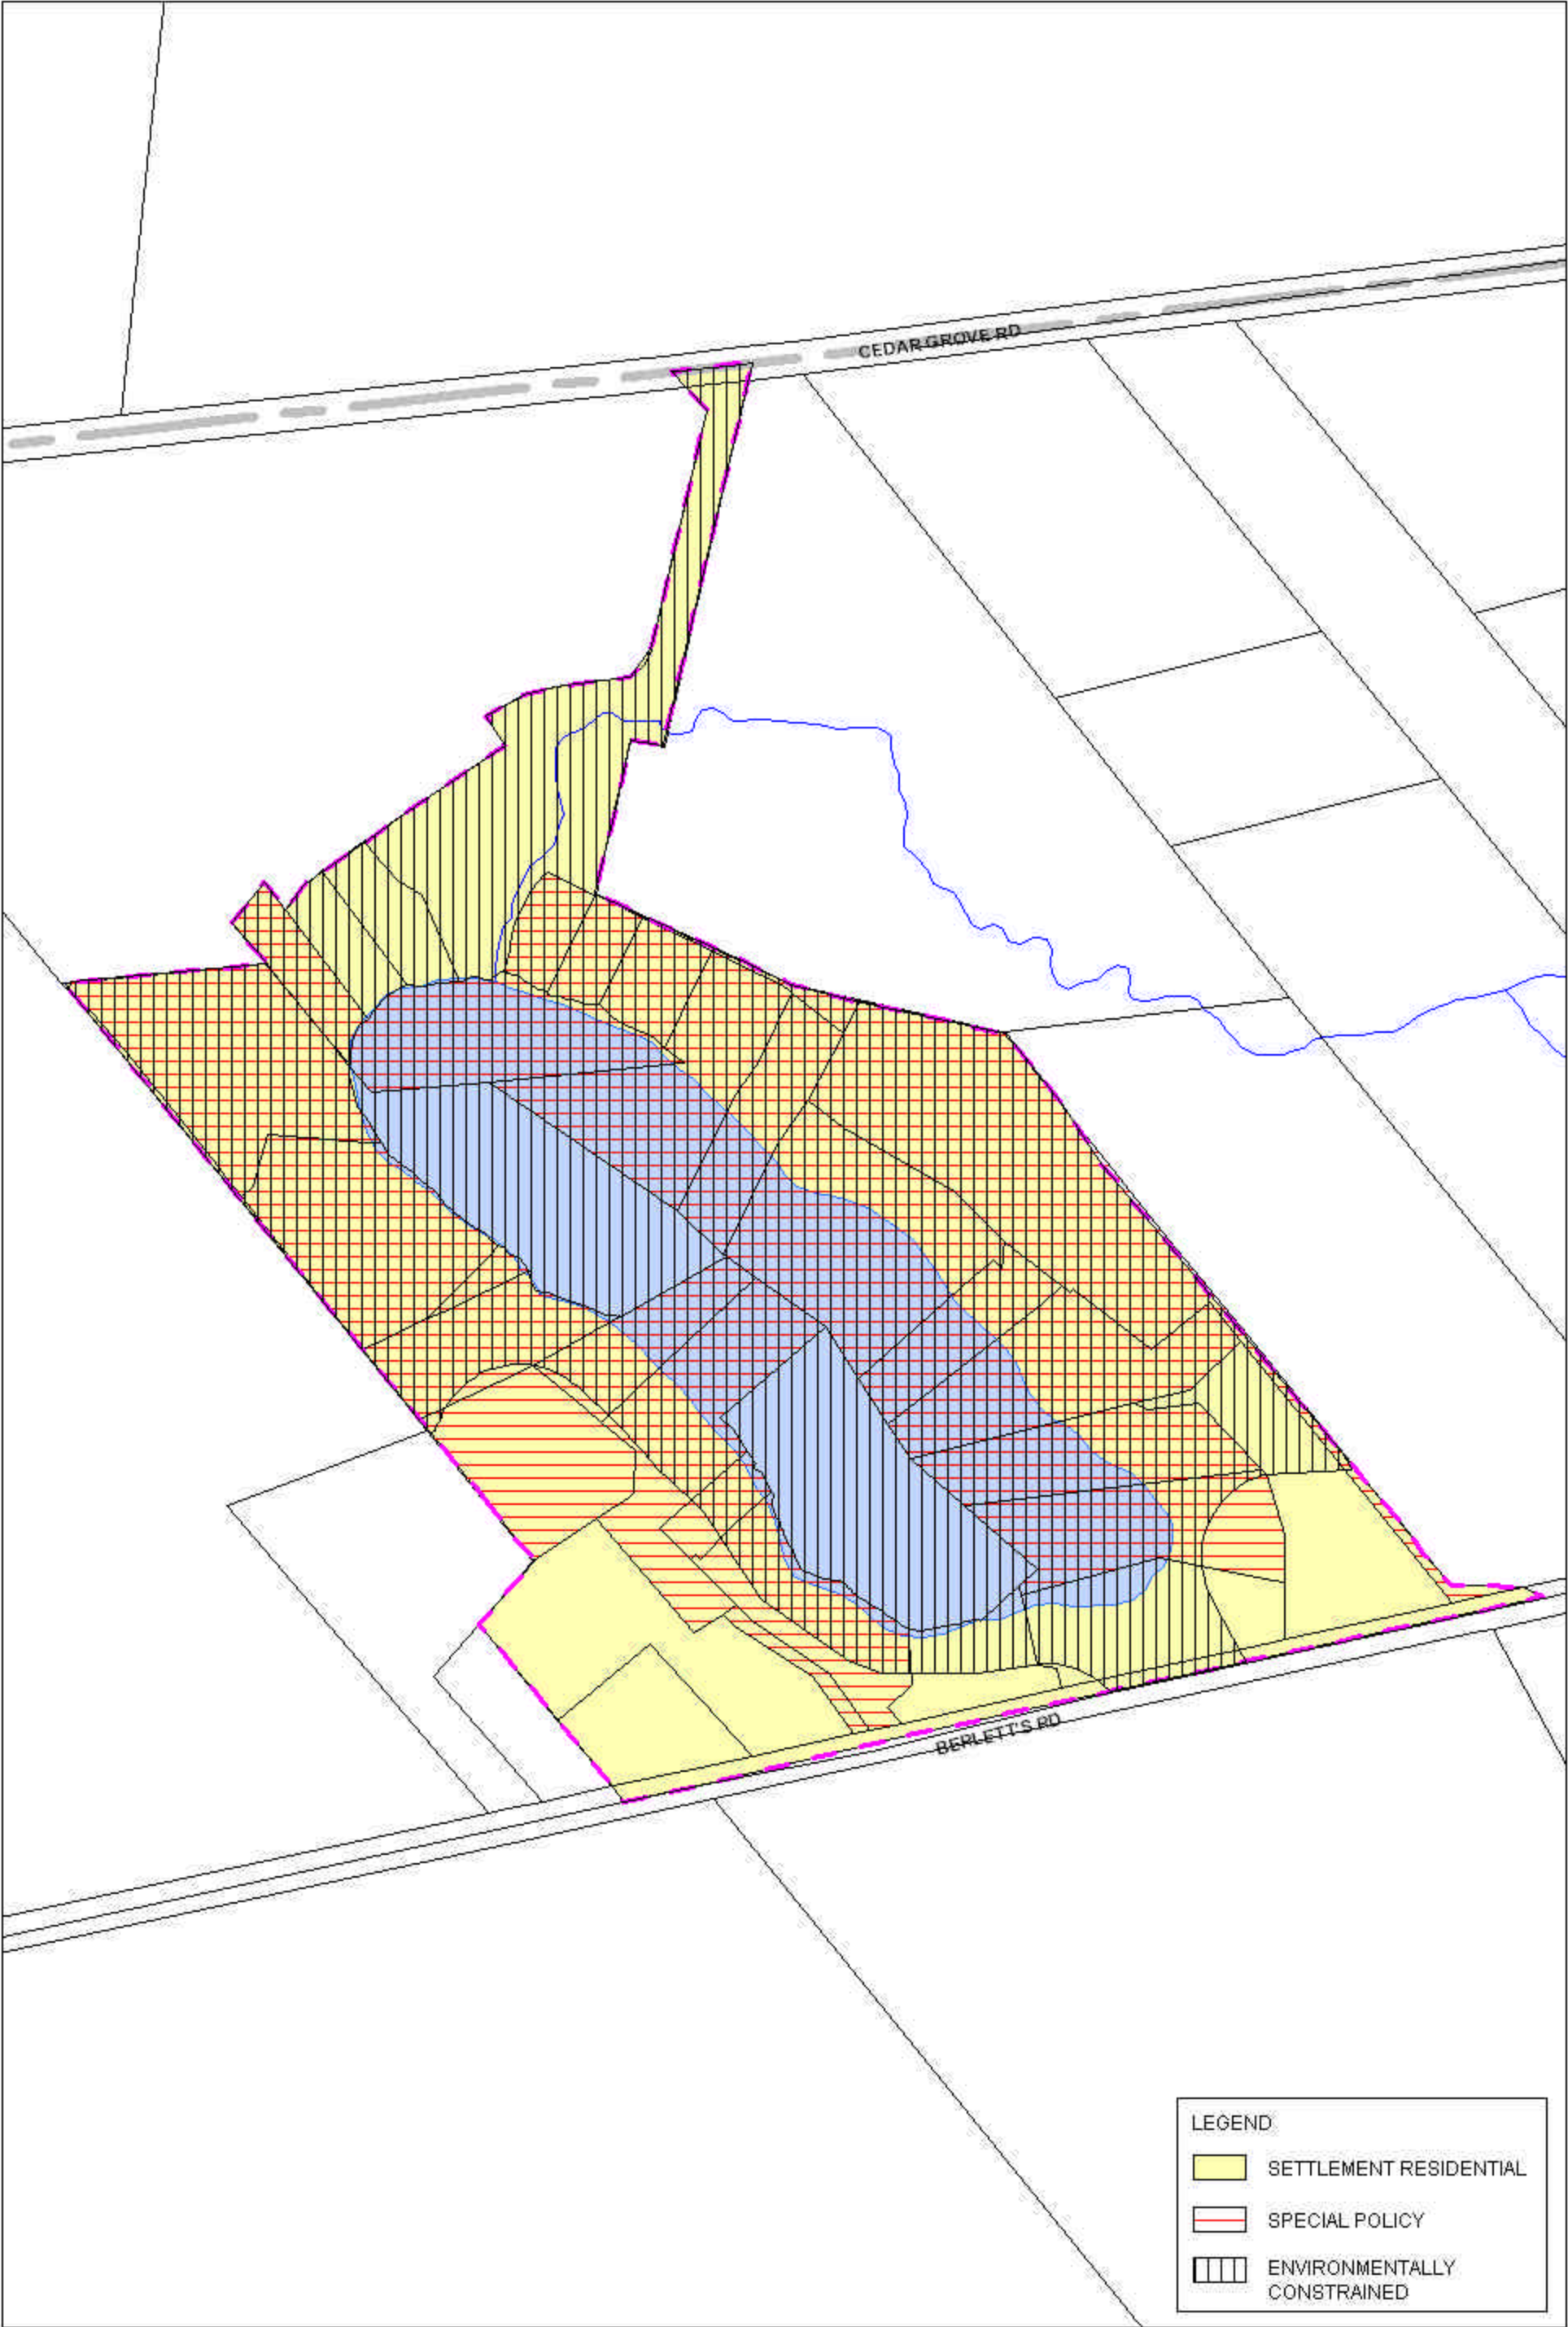 CEDAR GROVE RD
BERLETT'S RD
LEGEND
SETTLEMENT RESIDENTIAL
SPECIAL POLICY
ENVIRONMENTALLY
CONSTRAINED